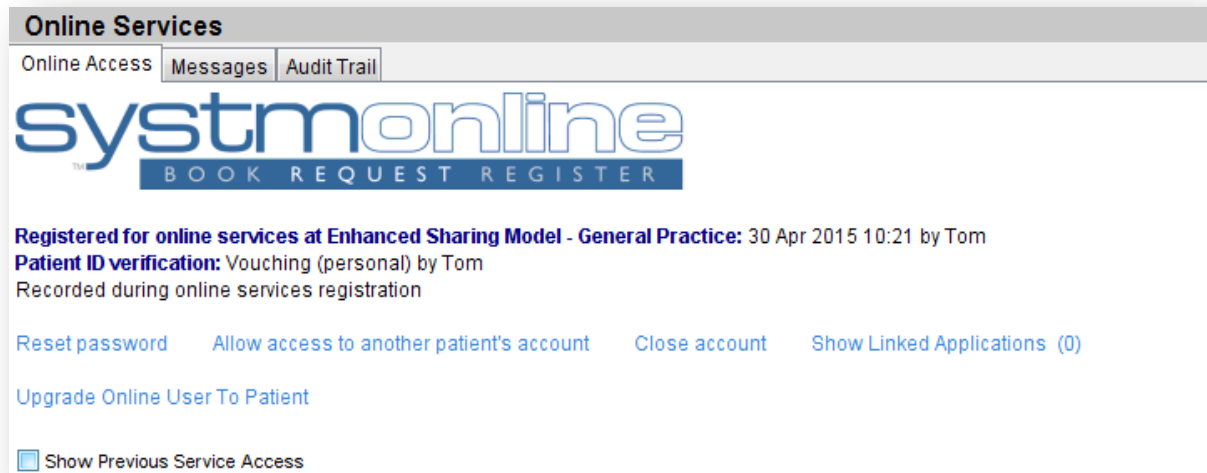 Online Services
Online Access Messages Audit Trail
systmonline
TM BOOK REQUEST REGISTER
Registered for online services at Enhanced Sharing Model - General Practice: 30 Apr 2015 10:21 by Tom
Patient ID verification: Vouching (personal) by Tom
Recorded during online services registration
Reset password Allow access to another patient's account Close account Show Linked Applications (0)
Upgrade Online User To Patient
Show Previous Service Access